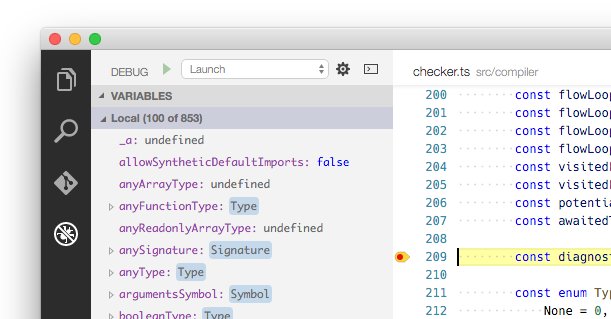 DEBUG Launch
VARIABLES
Local (100 of 853)
_a: undefined
allowSyntheticDefaultImports: false
anyArrayType: undefined
anyFunctionType: Type
anyReadonlyArrayType: undefined
anySignature: Signature
anyType: Type
argumentsSymbol: Symbol
booleanType: Type
checker.ts src/compiler
200 const flowLoop
201 const flowLoop
202 const flowLoop
203 const flowLoop
204 const visited
205 const visited
206 const potentia
207 const awaited
208
209 const diagnost
210
211 const enum Typ
212 None = 0,